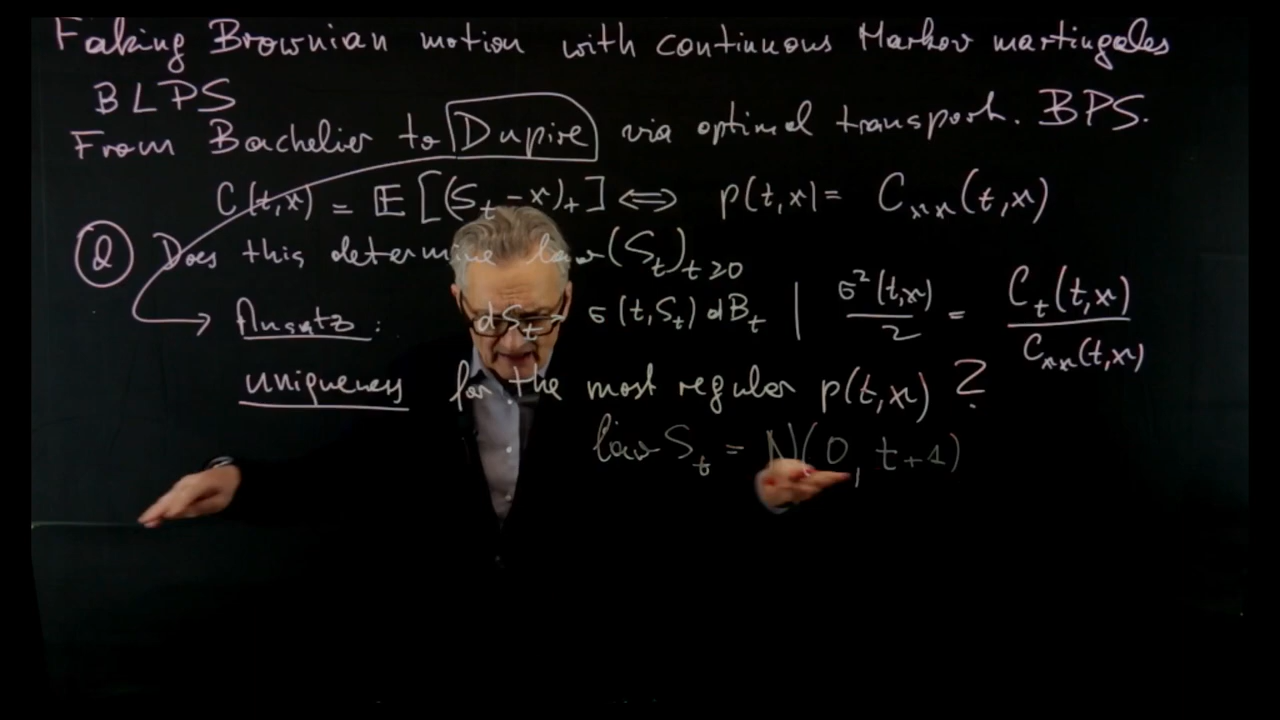 Faking Brownian motion with continuous Markov martingales
BLPS
From Bachelier to Dupire via optimal transport. BPS.
C(t,x) = 𝔼[(S_t - x)_+] ⟺ p(t,x) = C_xx(t,x)
Q Does this determine law(S_t)_t≥0
Ansatz: dS_t = σ(t,S_t) dB_t | σ²(t,x)/2 = C_t(t,x)/C_xx(t,x)
uniqueness for the most regular p(t,x) ?
law S_t = N(0, t+1)